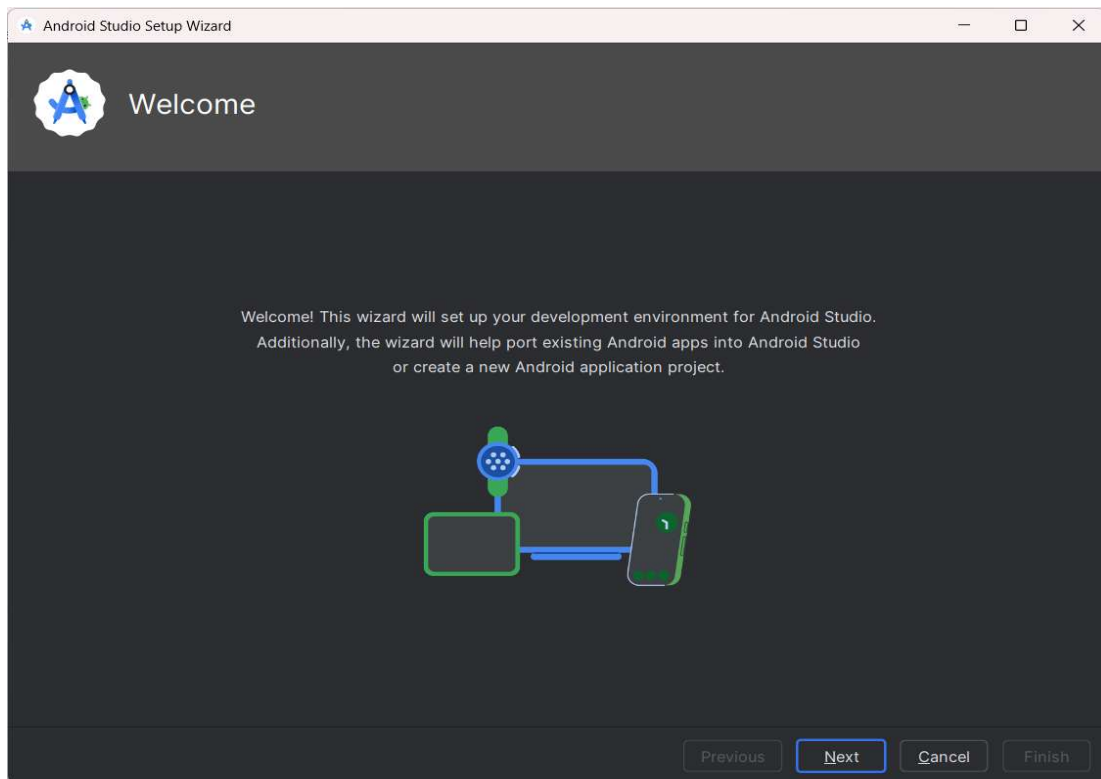 Android Studio Setup Wizard
Welcome
Welcome! This wizard will set up your development environment for Android Studio.
Additionally, the wizard will help port existing Android apps into Android Studio
or create a new Android application project.
Previous Next Cancel Finish